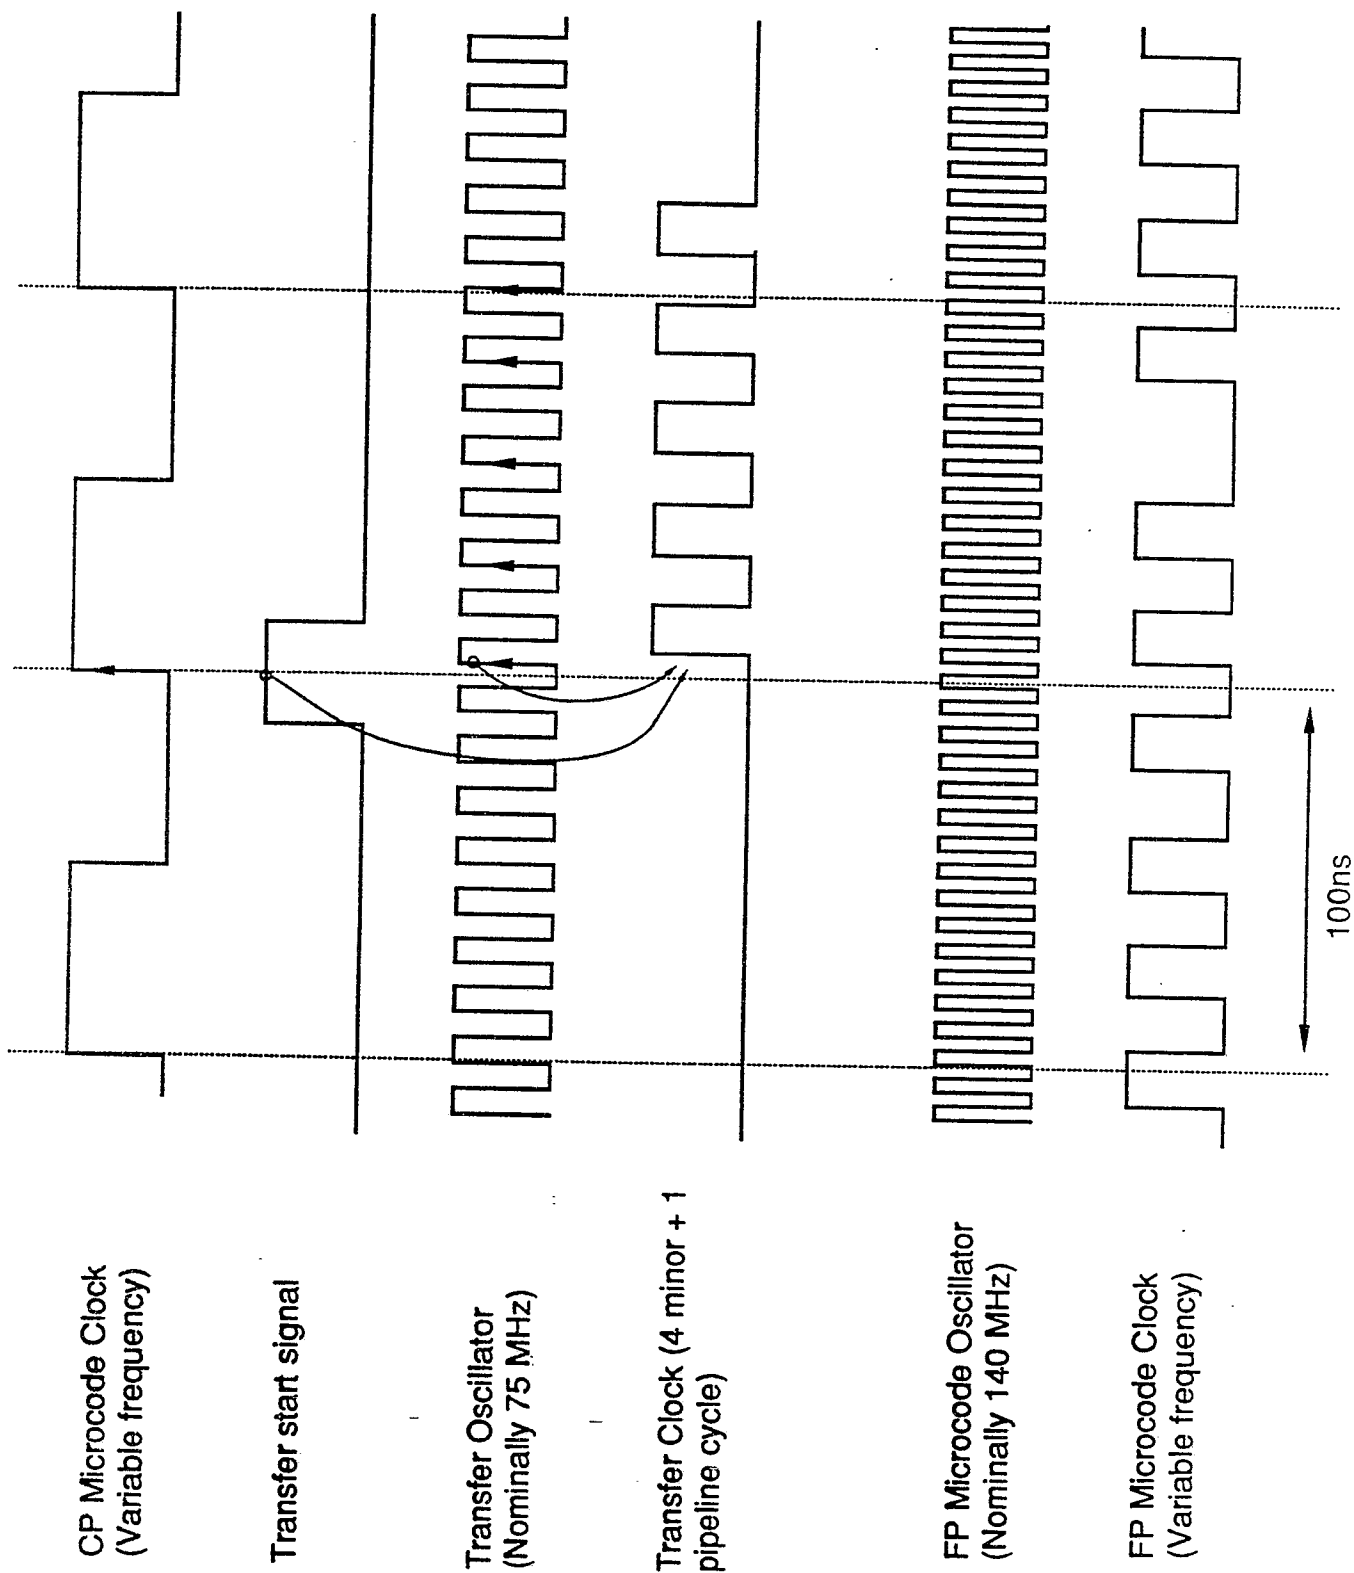 CP Microcode Clock
(Variable frequency)
Transfer start signal
Transfer Oscillator
(Nominally 75 MHz)
Transfer Clock (4 minor + 1
pipeline cycle)
FP Microcode Oscillator
(Nominally 140 MHz)
FP Microcode Clock
(Variable frequency)
100ns